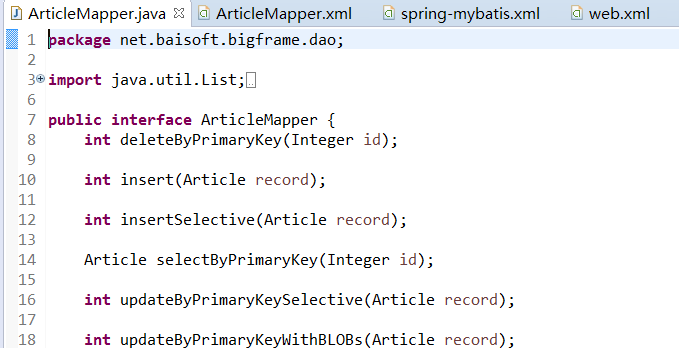 ArticleMapper.java ArticleMapper.xml spring-mybatis.xml web.xml
1 package net.baisoft.bigframe.dao;
2
3 import java.util.List;
6
7 public interface ArticleMapper {
8 int deleteByPrimaryKey(Integer id);
9
10 int insert(Article record);
11
12 int insertSelective(Article record);
13
14 Article selectByPrimaryKey(Integer id);
15
16 int updateByPrimaryKeySelective(Article record);
17
18 int updateByPrimaryKeyWithBLOBs(Article record);